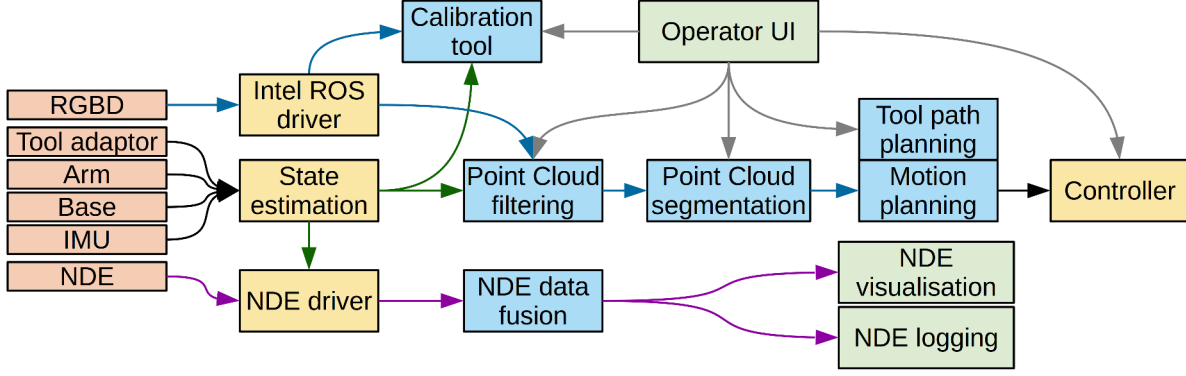 Calibration
tool
Operator UI
RGBD
Intel ROS
driver
Tool adaptor
Arm
Base
IMU
NDE
State
estimation
Point Cloud
filtering
Point Cloud
segmentation
Tool path
planning
Motion
planning
Controller
NDE driver
NDE data
fusion
NDE
visualisation
NDE logging